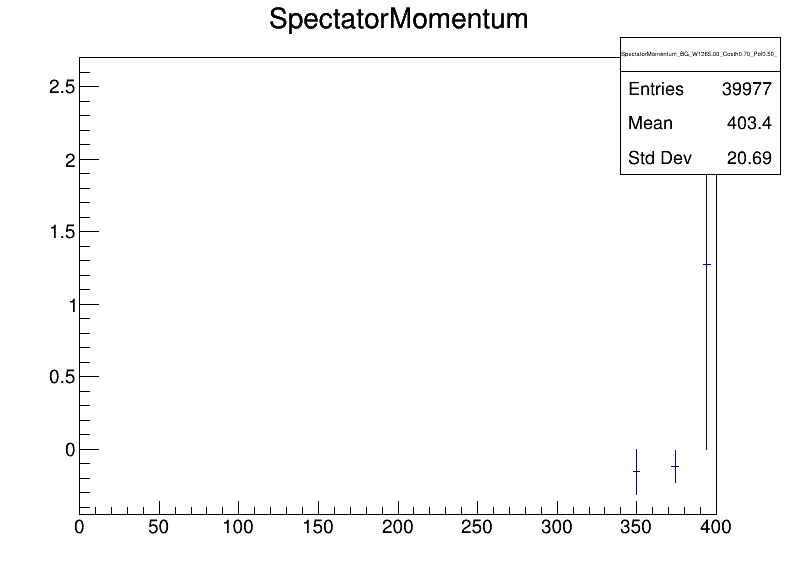 SpectatorMomentum
SpectatorMomentum_BG_W1265.00_Costh0.70_Pol0.50_
Entries 39977
Mean 403.4
Std Dev 20.69
2.5
2
1.5
1
0.5
0
0 50 100 150 200 250 300 350 400